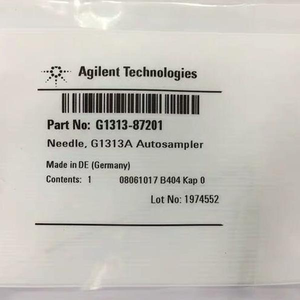 Agilent Technologies
Part No: G1313-87201
Needle, G1313A Autosampler
Made in DE (Germany)
Contents: 1 08061017 B404 Kap 0
Lot No: 1974552